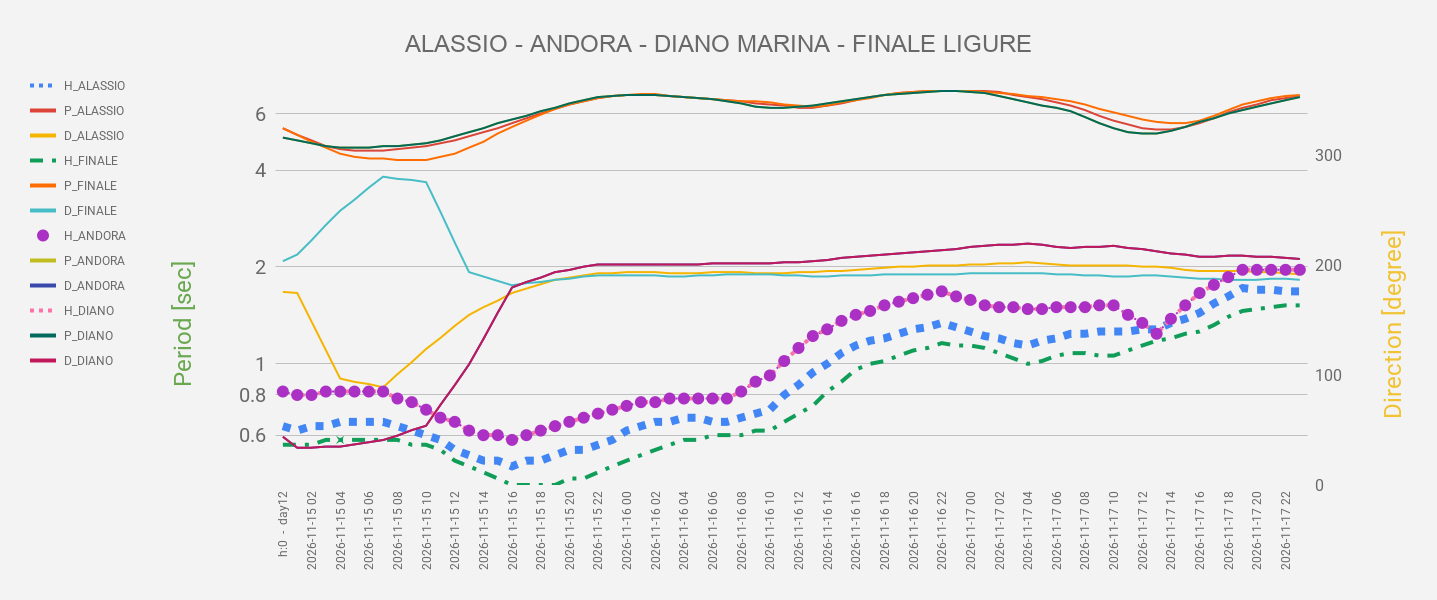 ALASSIO - ANDORA - DIANO MARINA - FINALE LIGURE
H_ALASSIO
P_ALASSIO
D_ALASSIO
H_FINALE
P_FINALE
D_FINALE
H_ANDORA
P_ANDORA
D_ANDORA
H_DIANO
P_DIANO
D_DIANO
Period [sec]
6
4
2
1
0.8
0.6
300
200
100
0
Direction [degree]
h:0 - day12
2026-11-15 02
2026-11-15 04
2026-11-15 06
2026-11-15 08
2026-11-15 10
2026-11-15 12
2026-11-15 14
2026-11-15 16
2026-11-15 18
2026-11-15 20
2026-11-15 22
2026-11-16 00
2026-11-16 02
2026-11-16 04
2026-11-16 06
2026-11-16 08
2026-11-16 10
2026-11-16 12
2026-11-16 14
2026-11-16 16
2026-11-16 18
2026-11-16 20
2026-11-16 22
2026-11-17 00
2026-11-17 02
2026-11-17 04
2026-11-17 06
2026-11-17 08
2026-11-17 10
2026-11-17 12
2026-11-17 14
2026-11-17 16
2026-11-17 18
2026-11-17 20
2026-11-17 22